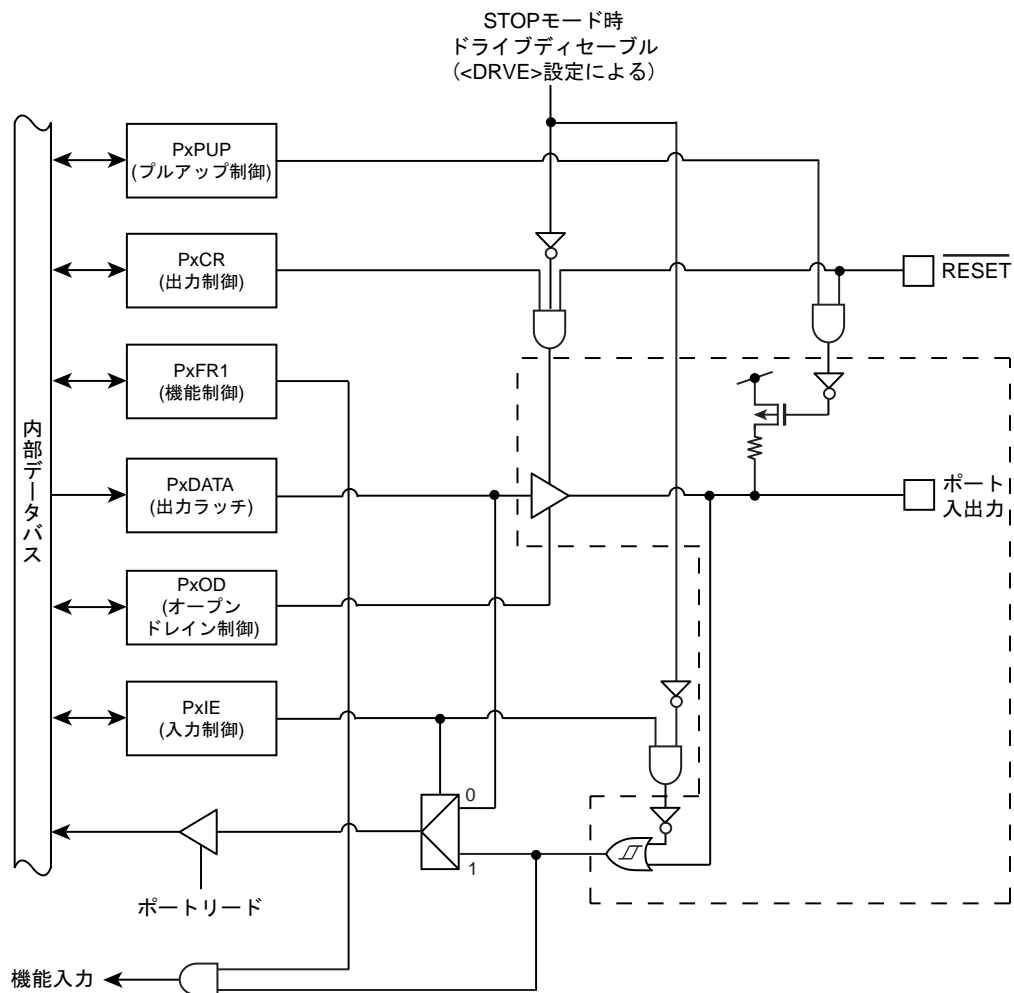 STOPモード時
ドライブディセーブル
(<DRVE>設定による)
PxPUP
(プルアップ制御)
PxCR
(出力制御)
RESET
PxFR1
(機能制御)
内部データバス
PxDATA
(出力ラッチ)
ポート
入出力
PxOD
(オープン
ドレイン制御)
PxIE
(入力制御)
0
1
ポートリード
機能入力